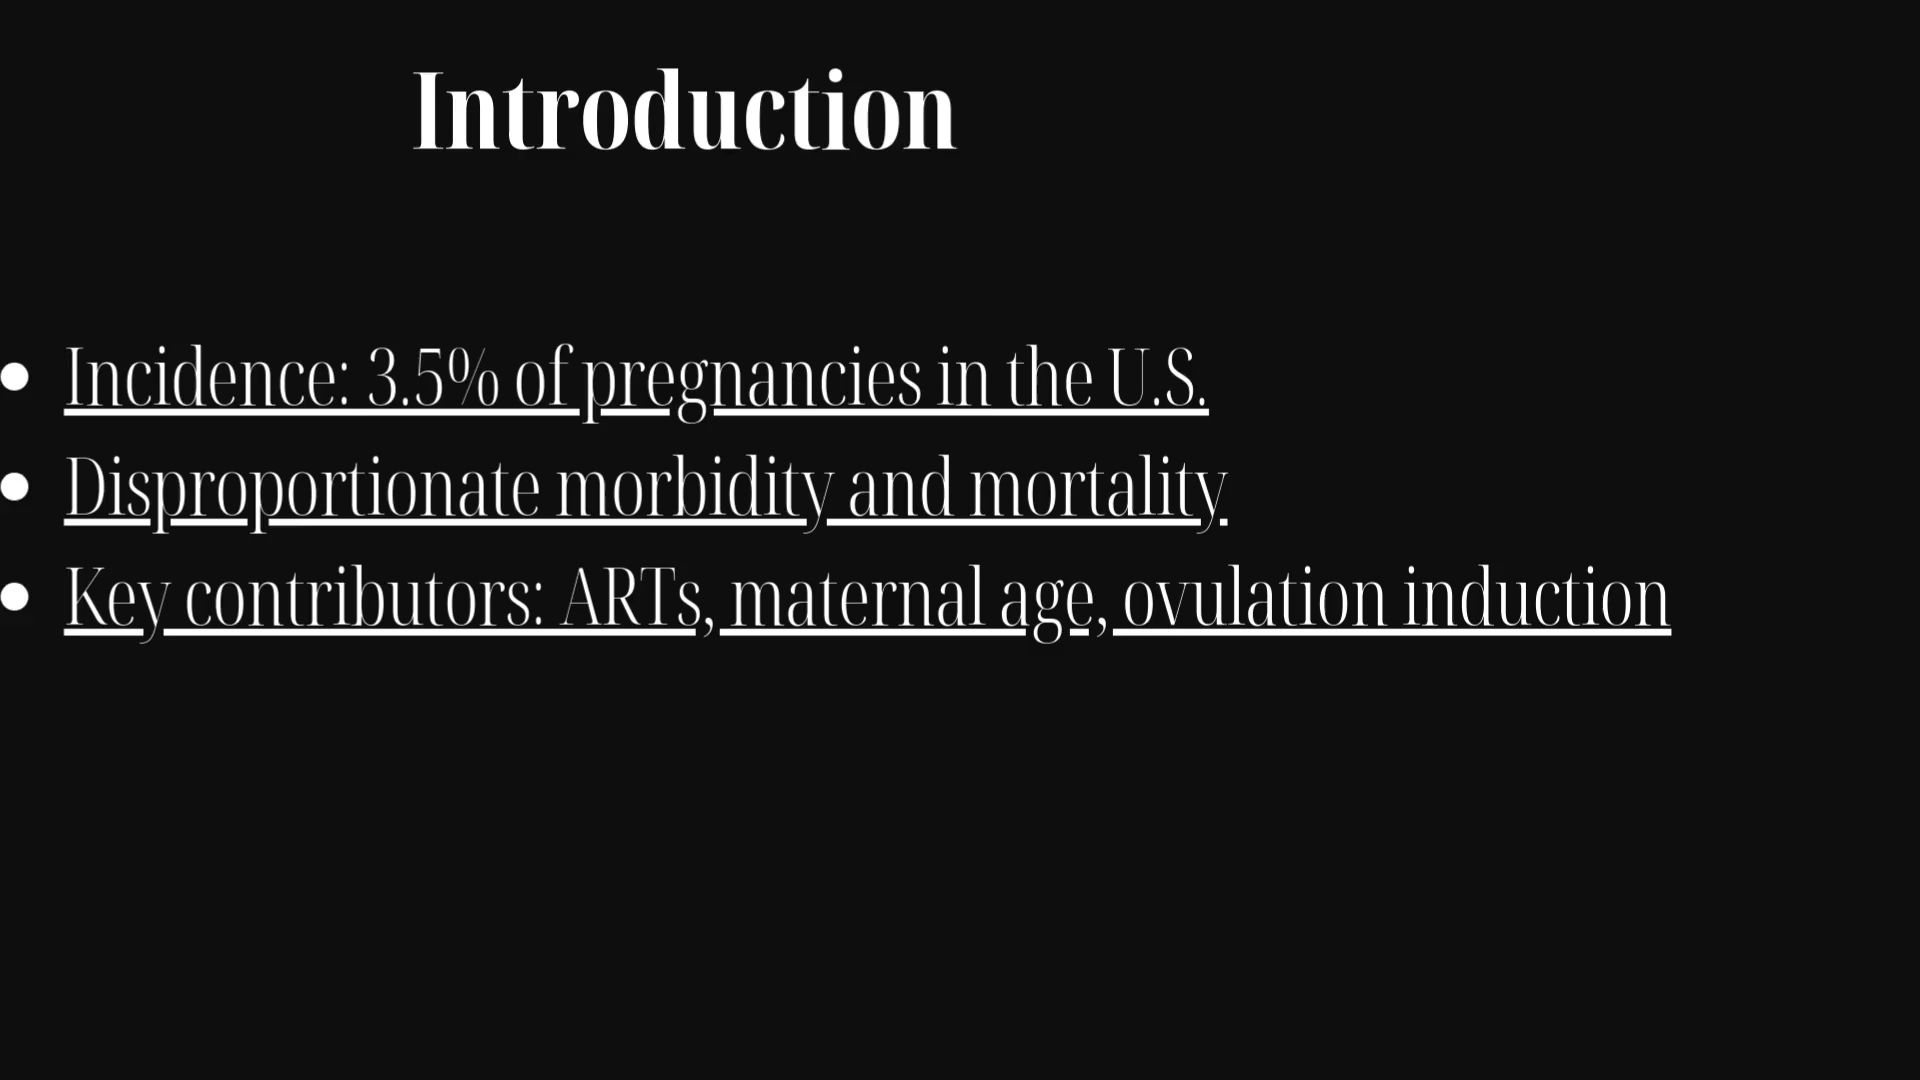 Introduction
• Incidence: 3.5% of pregnancies in the U.S.
• Disproportionate morbidity and mortality
• Key contributors: ARTs, maternal age, ovulation induction